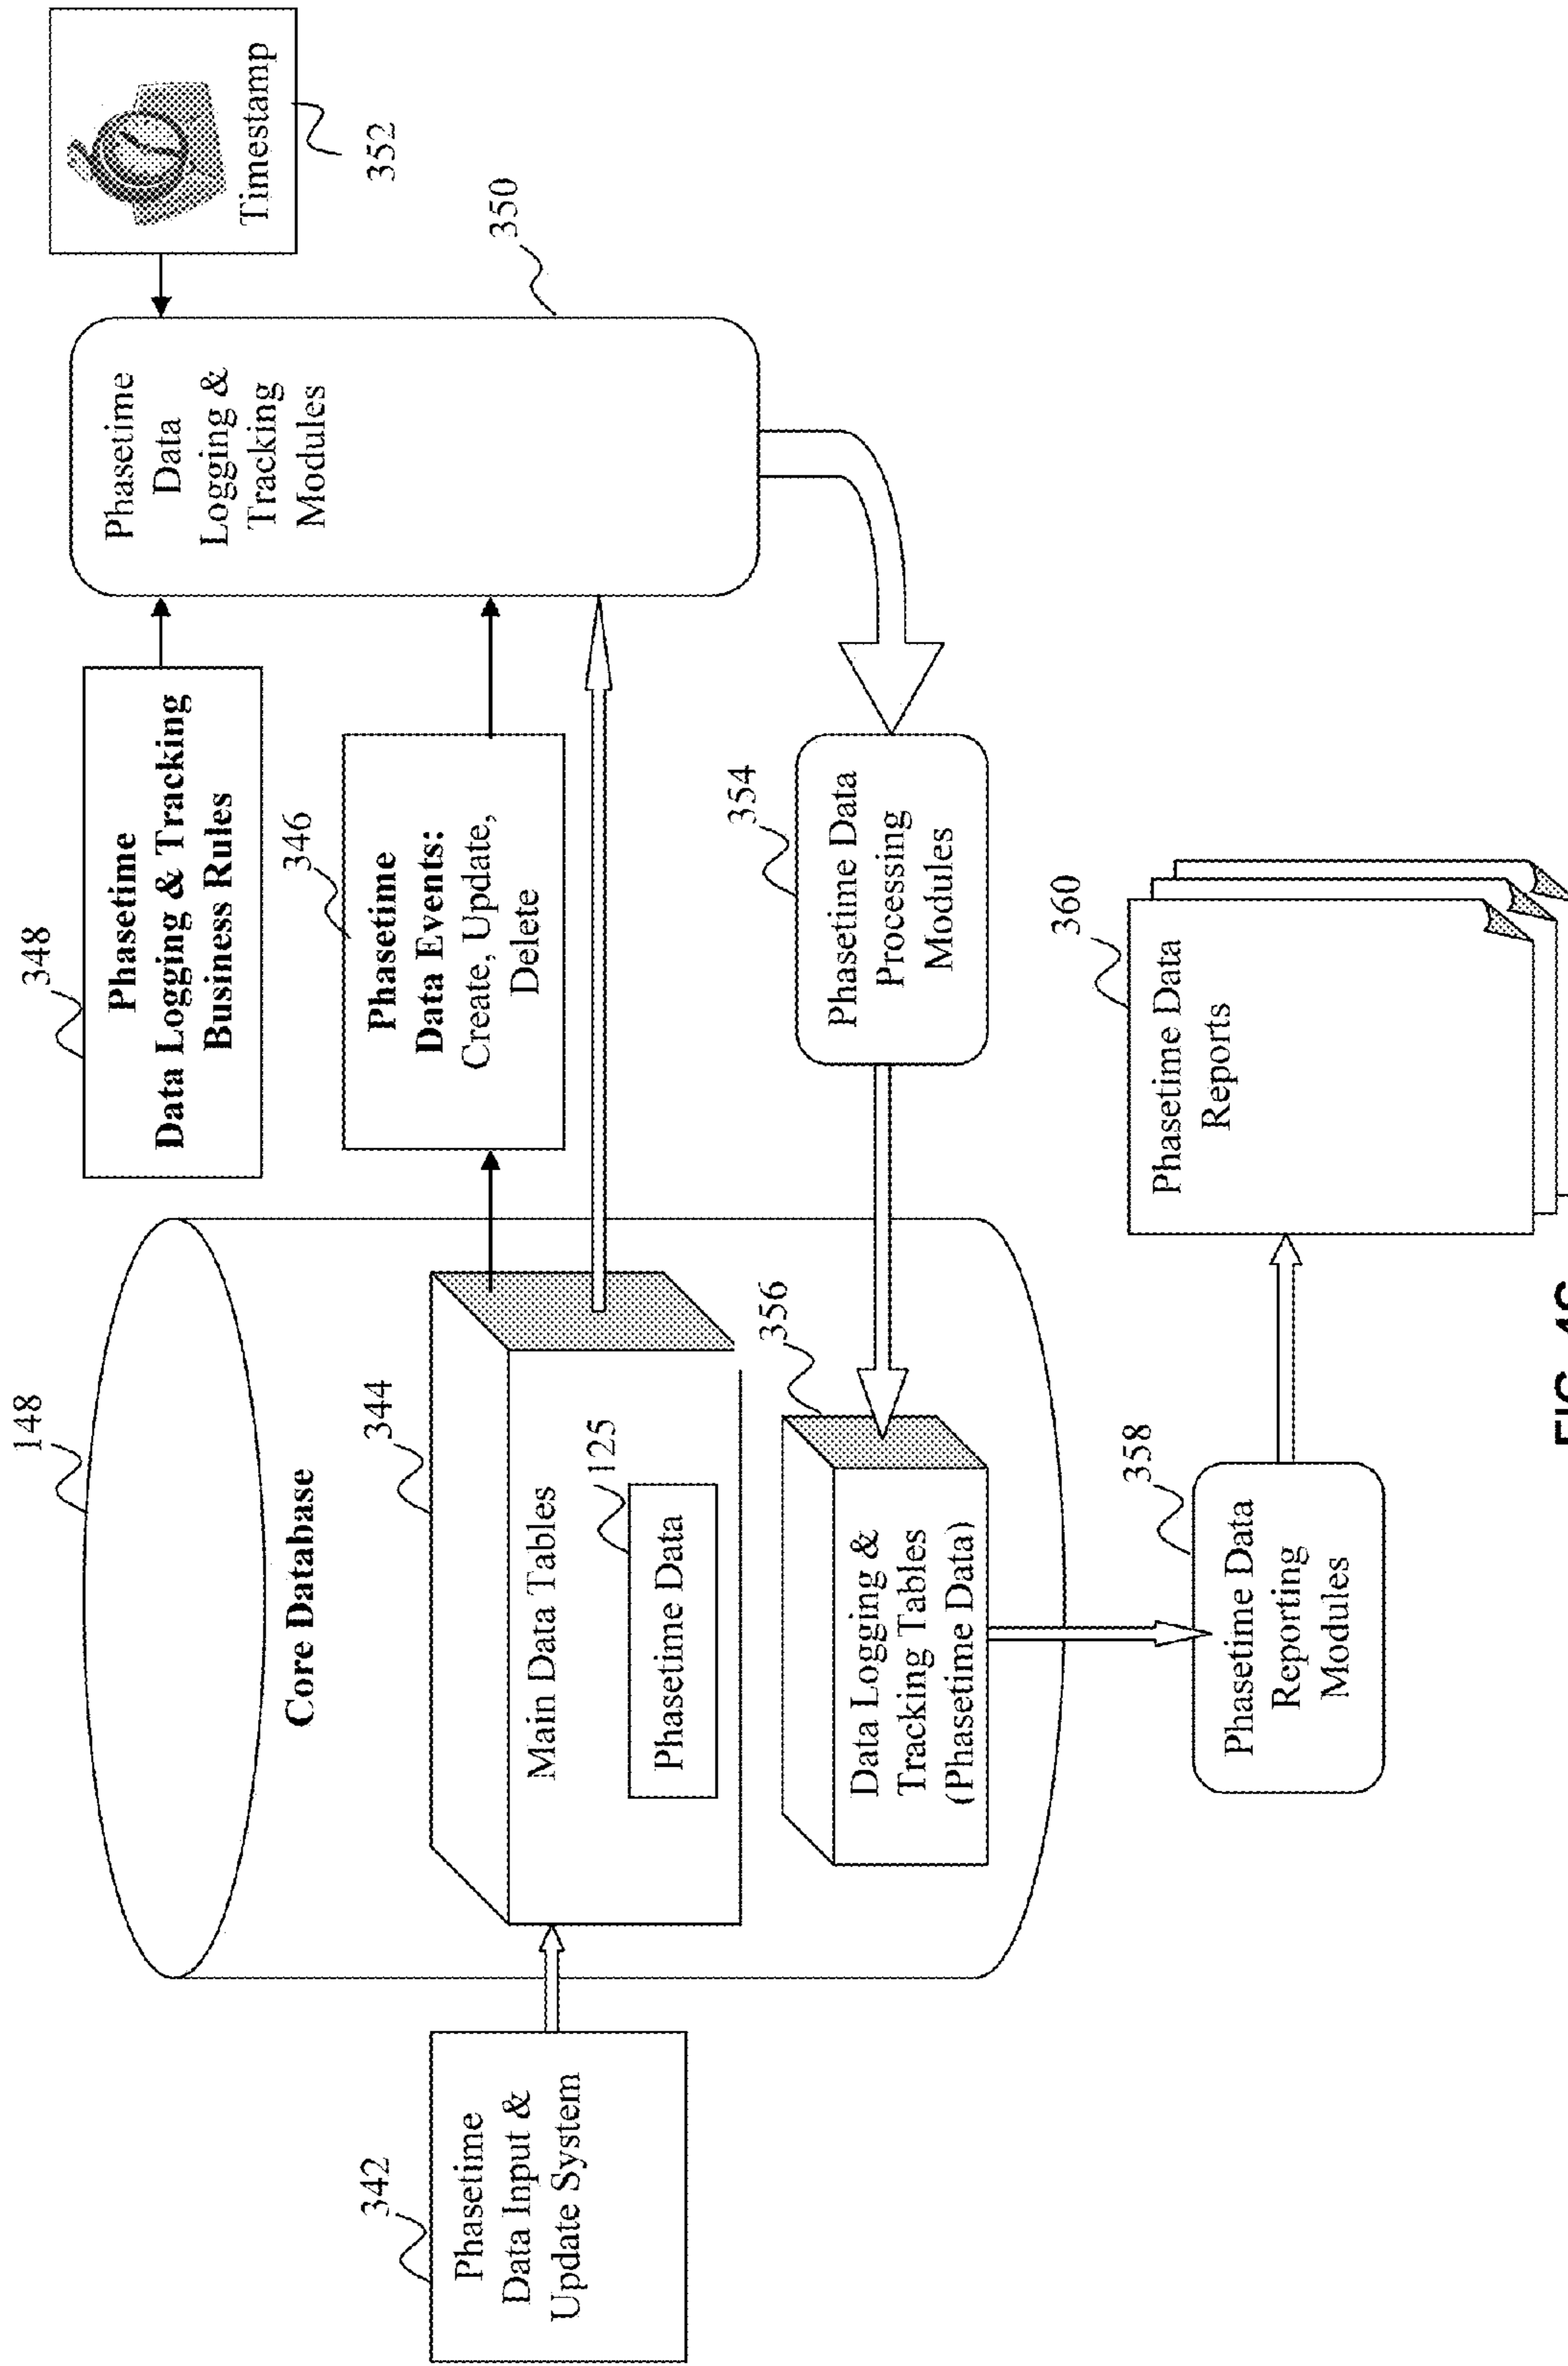 148
Core Database
342
Phasetime
Data Input &
Update System
344
Main Data Tables
125
Phasetime Data
356
Data Logging &
Tracking Tables
(Phasetime Data)
348
Phasetime
Data Logging & Tracking
Business Rules
346
Phasetime
Data Events:
Create, Update,
Delete
Phasetime
Data
Logging &
Tracking
Modules
350
Timestamp
352
354
Phasetime Data
Processing
Modules
358
Phasetime Data
Reporting
Modules
360
Phasetime Data
Reports